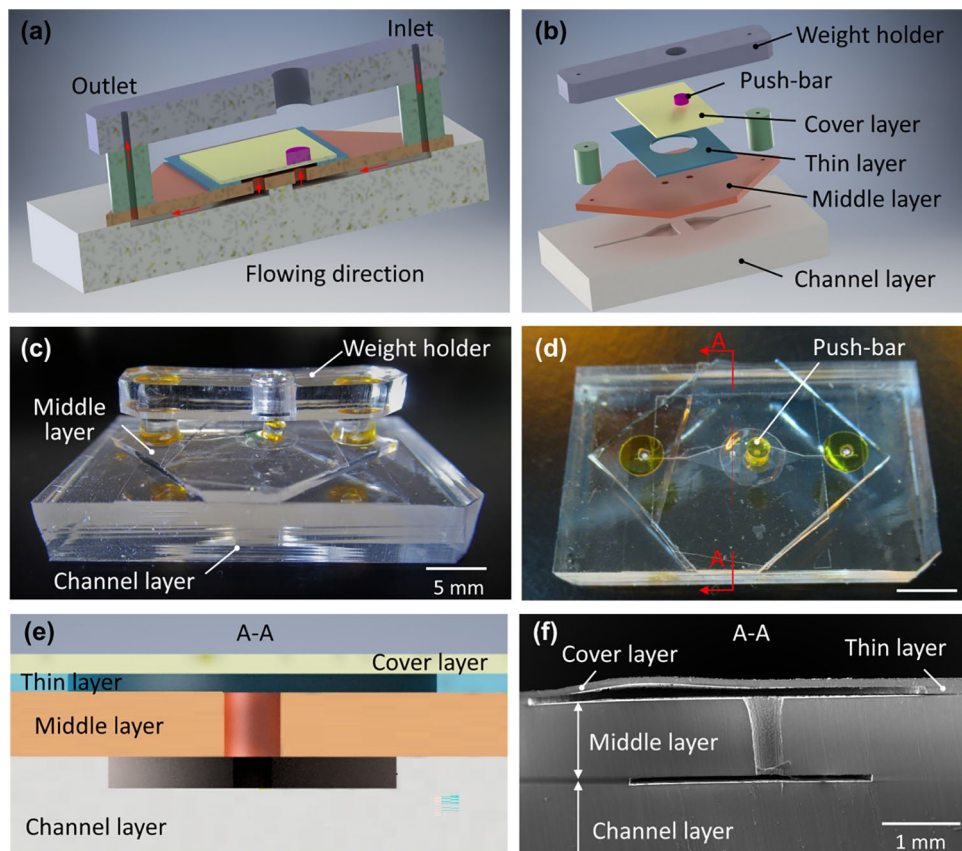 (a)
Inlet
Outlet
Flowing direction
(b)
Weight holder
Push-bar
Cover layer
Thin layer
Middle layer
Channel layer
(c)
Weight holder
Middle
layer
Channel layer
5 mm
(d)
A
Push-bar
A
(e)
A-A
Cover layer
Thin layer
Middle layer
Channel layer
(f)
A-A
Cover layer
Thin layer
Middle layer
Channel layer
1 mm